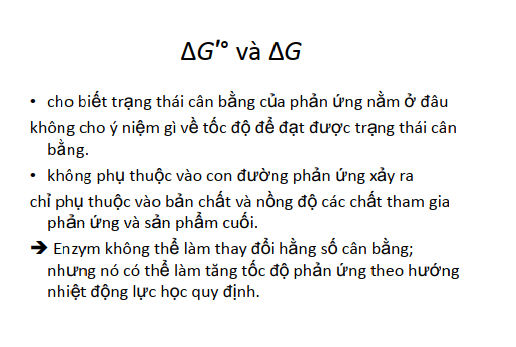 ΔG'° và ΔG
• cho biết trạng thái cân bằng của phản ứng nằm ở đâu
không cho ý niệm gì về tốc độ để đạt được trạng thái cân
bằng.
• không phụ thuộc vào con đường phản ứng xảy ra
chỉ phụ thuộc vào bản chất và nồng độ các chất tham gia
phản ứng và sản phẩm cuối.
➔ Enzym không thể làm thay đổi hằng số cân bằng;
nhưng nó có thể làm tăng tốc độ phản ứng theo hướng
nhiệt động lực học quy định.